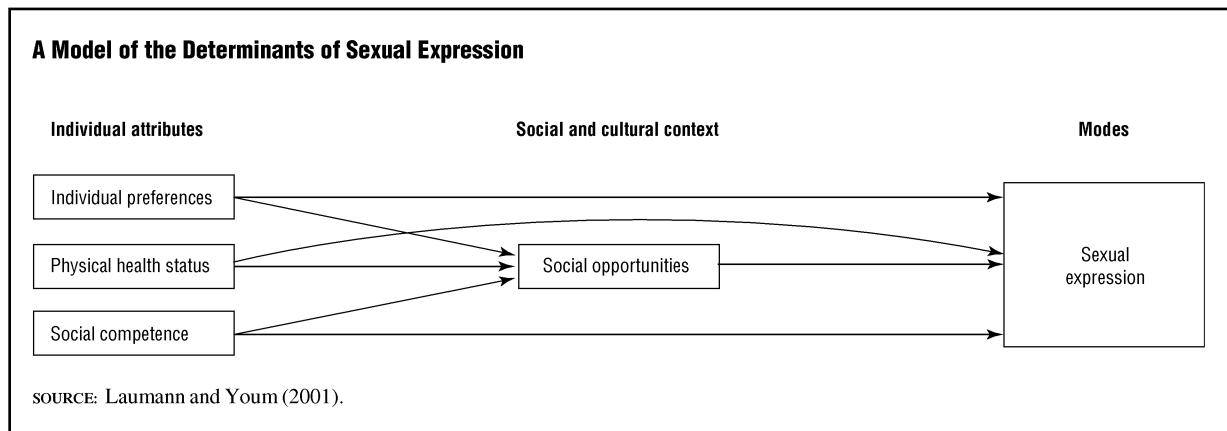 A Model of the Determinants of Sexual Expression
Individual attributes
Social and cultural context
Modes
Individual preferences
Physical health status
Social opportunities
Sexual
expression
Social competence
SOURCE: Laumann and Youm (2001).